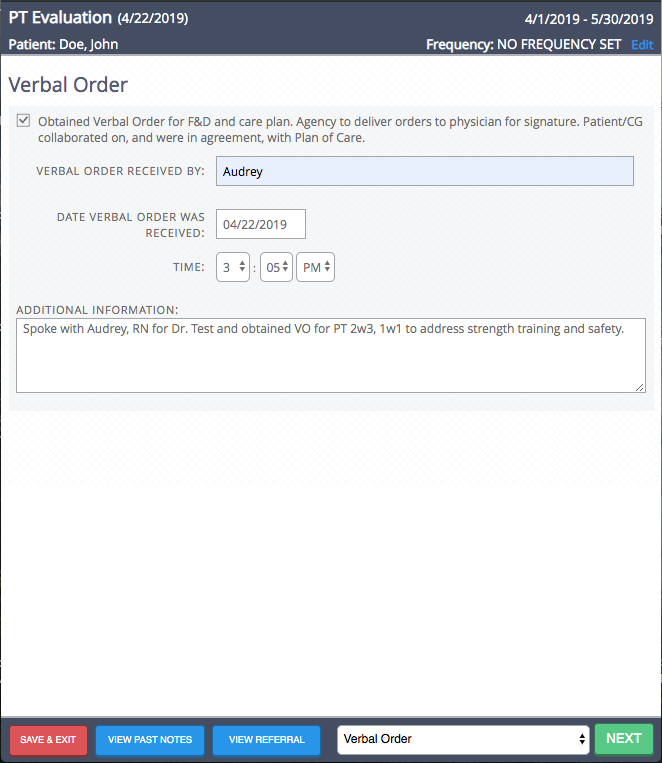 PT Evaluation (4/22/2019) 4/1/2019 - 5/30/2019
Patient: Doe, John Frequency: NO FREQUENCY SET Edit
Verbal Order
Obtained Verbal Order for F&D and care plan. Agency to deliver orders to physician for signature. Patient/CG
collaborated on, and were in agreement, with Plan of Care.
VERBAL ORDER RECEIVED BY: Audrey
DATE VERBAL ORDER WAS
RECEIVED: 04/22/2019
TIME: 3 : 05 PM
ADDITIONAL INFORMATION:
Spoke with Audrey, RN for Dr. Test and obtained VO for PT 2w3, 1w1 to address strength training and safety.
SAVE & EXIT VIEW PAST NOTES VIEW REFERRAL Verbal Order NEXT